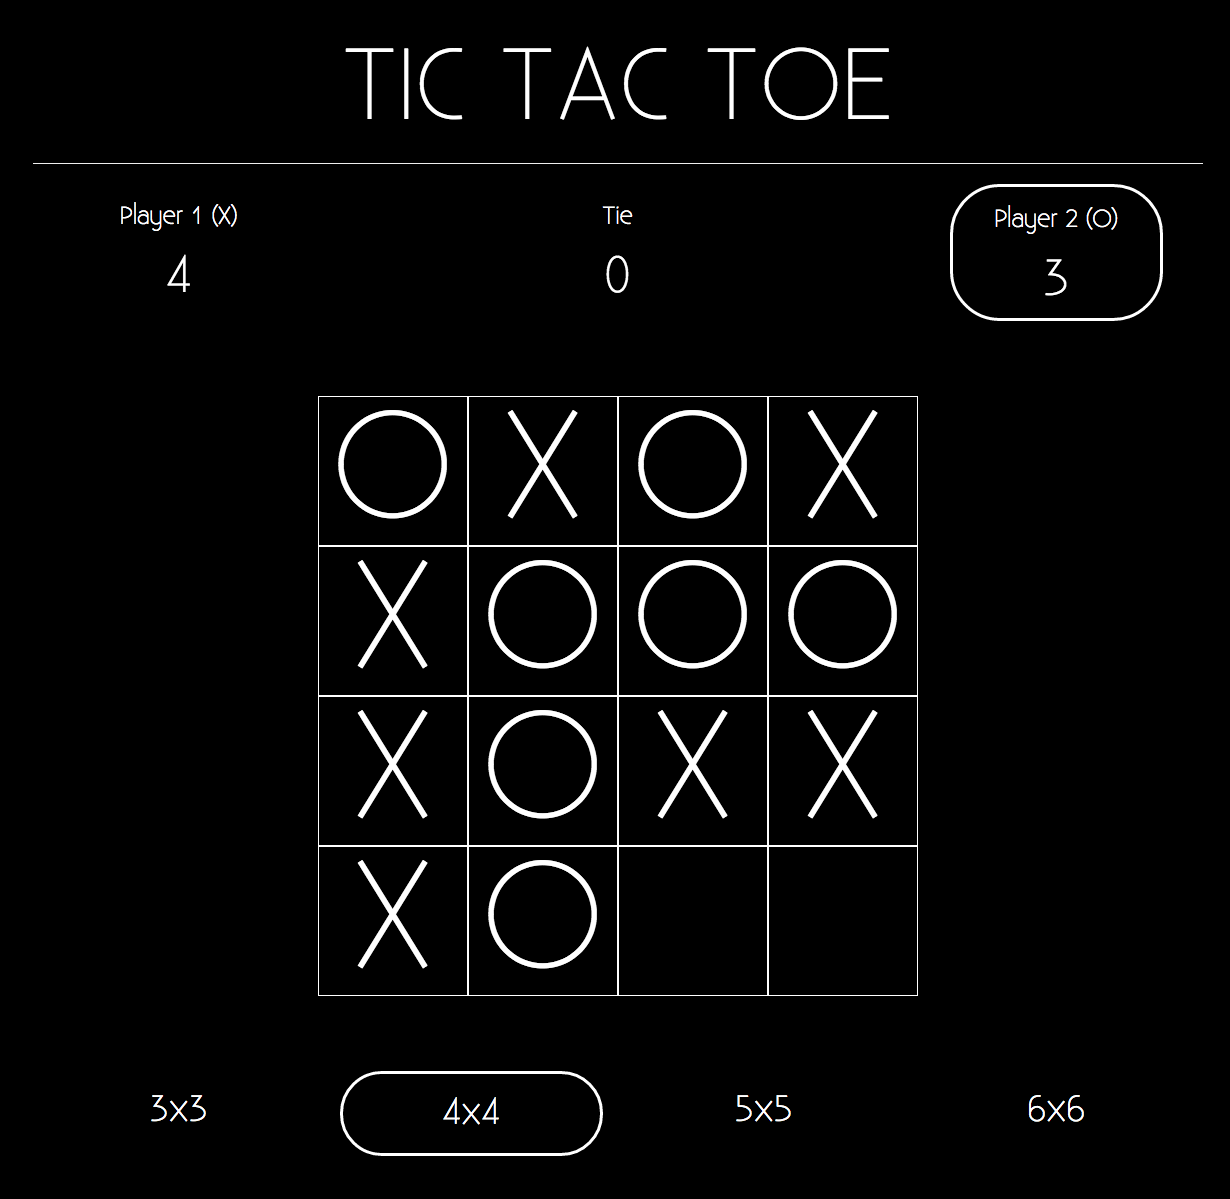 TIC TAC TOE
Player 1 (X)
4
Tie
0
Player 2 (O)
3
O X O X
X O O O
X O X X
X O
3x3
4x4
5x5
6x6